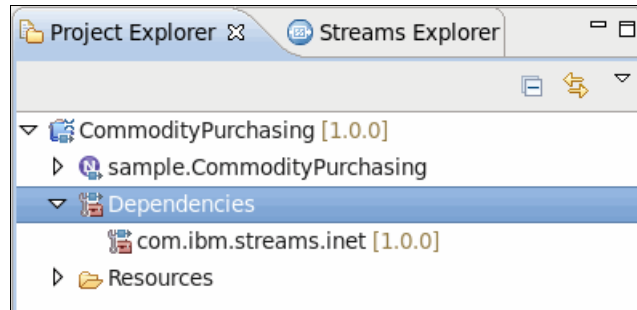 Project Explorer Streams Explorer
CommodityPurchasing [1.0.0]
N sample.CommodityPurchasing
Dependencies
com.ibm.streams.inet [1.0.0]
Resources